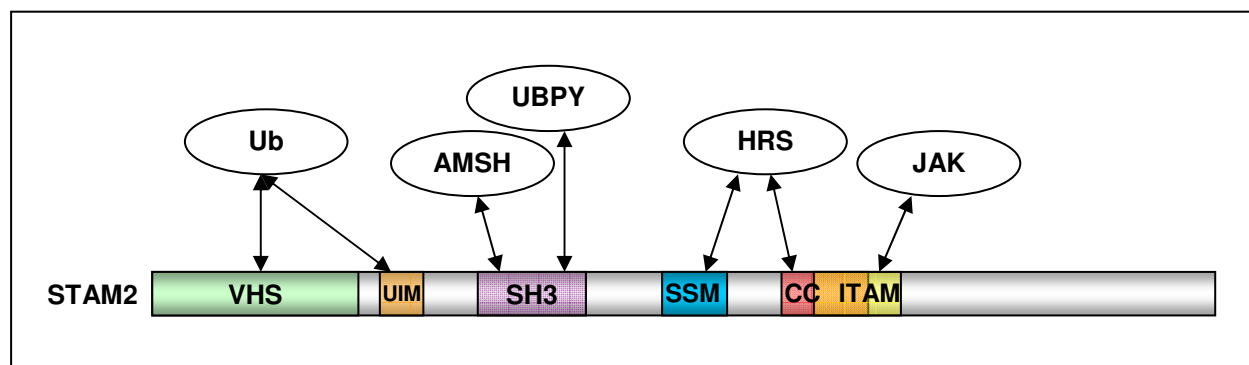 UBPY
Ub
HRS
AMSH
JAK
STAM2
VHS
UIM
SH3
SSM
CC
ITAM